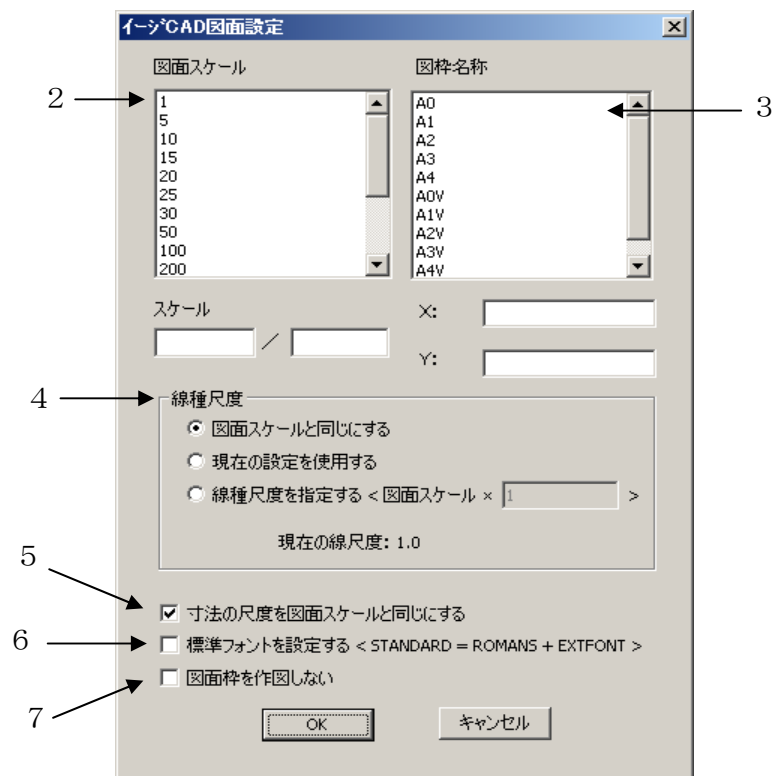 イージCAD図面設定
図面スケール
図枠名称
2
3
1
5
10
15
20
25
30
50
100
200
A0
A1
A2
A3
A4
A0V
A1V
A2V
A3V
A4V
スケール
／
X:
Y:
4
線種尺度
図面スケールと同じにする
現在の設定を使用する
線種尺度を指定する < 図面スケール × 1 >
現在の線尺度: 1.0
5
寸法の尺度を図面スケールと同じにする
6
標準フォントを設定する < STANDARD = ROMANS + EXTFONT >
7
図面枠を作図しない
OK
キャンセル